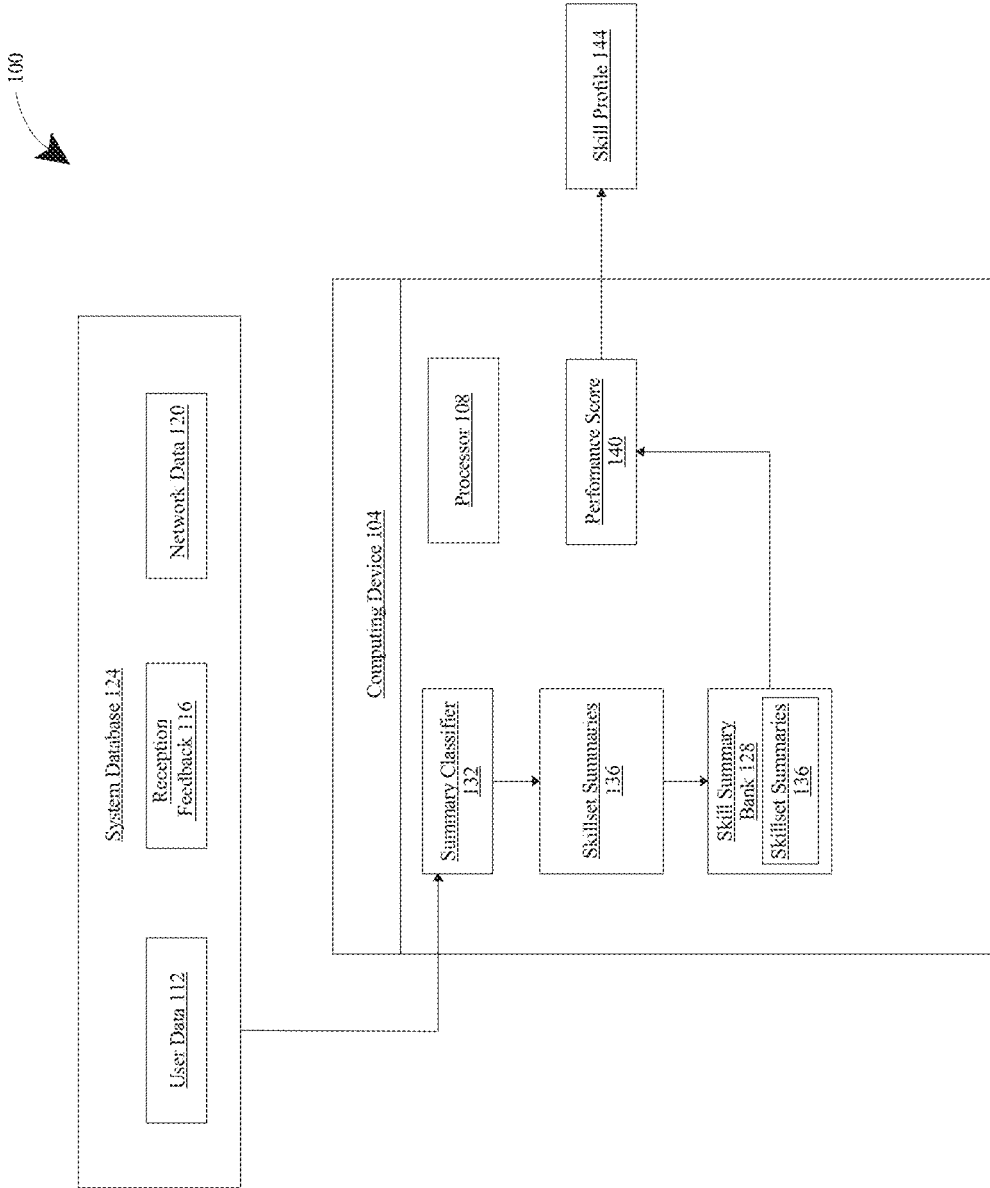 100
System Database 124
User Data 112
Reception
Feedback 116
Network Data 120
Computing Device 104
Summary Classifier
132
Processor 108
Skillset Summaries
136
Performance Score
140
Skill Profile 144
Skill Summary
Bank 128
Skillset Summaries
136